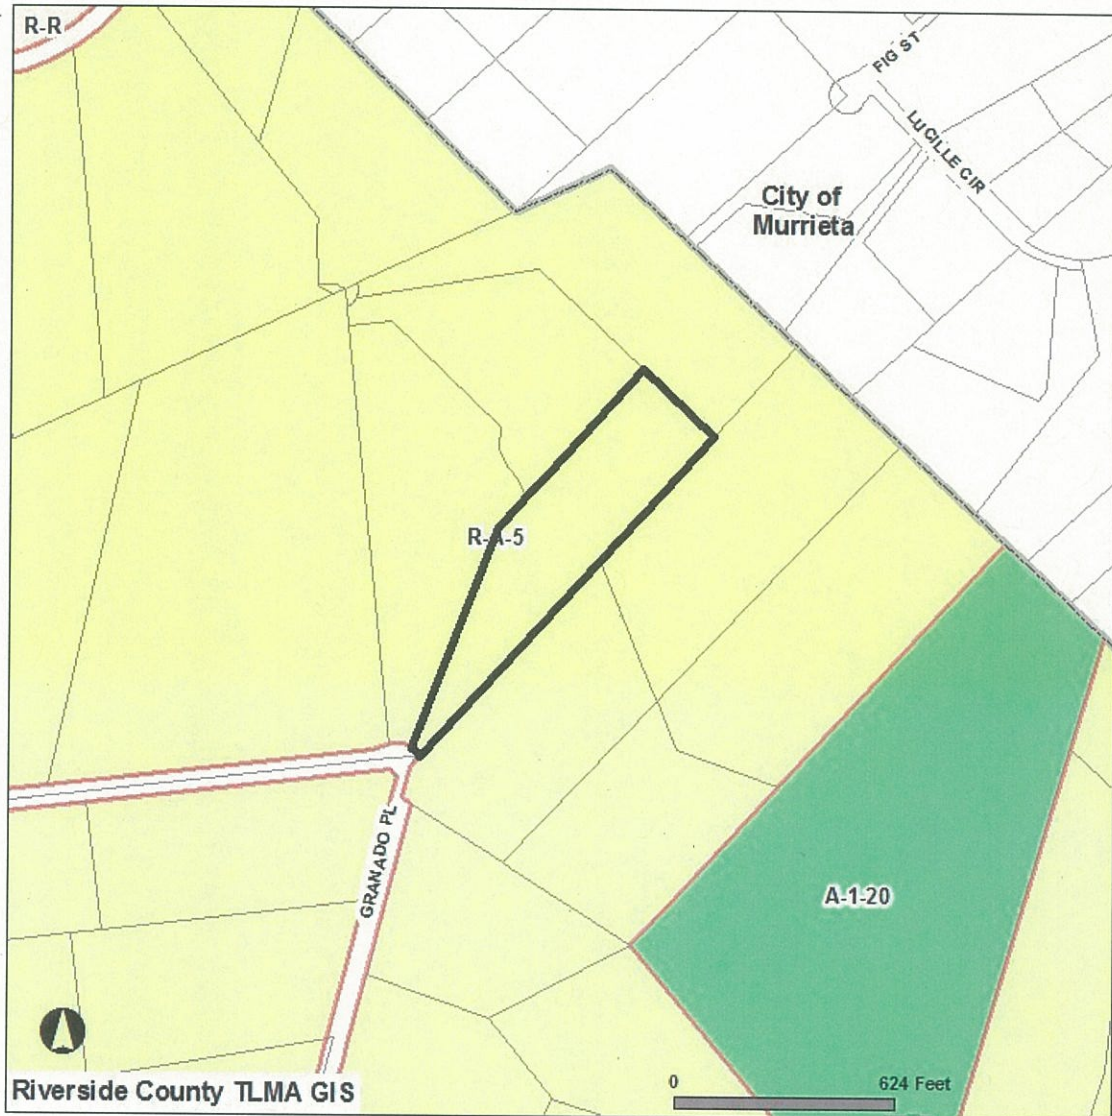 R-R
FIG ST
LUCILLE CIR
City of
Murrieta
R-A-5
A-1-20
GRANADO PL
Riverside County TLMA GIS
0
624 Feet